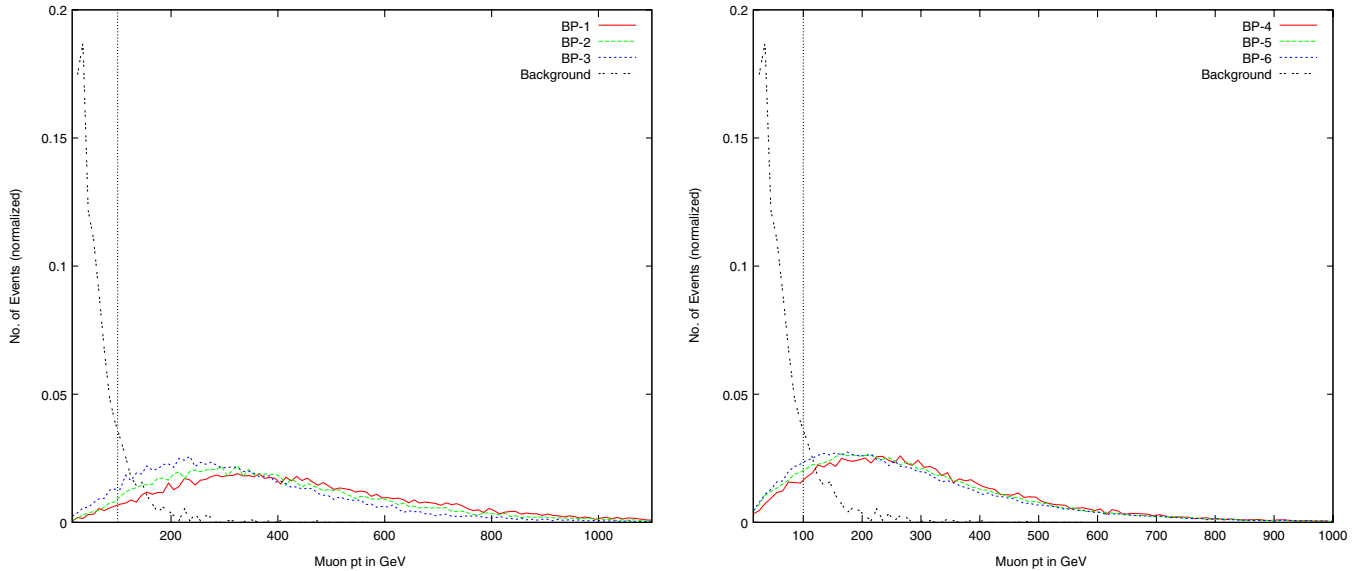 0.2
0.15
0.1
0.05
0
No. of Events (normalized)
200
400
600
800
1000
Muon pt in GeV
BP-1
BP-2
BP-3
Background
0.2
0.15
0.1
0.05
0
No. of Events (normalized)
100
200
300
400
500
600
700
800
900
1000
Muon pt in GeV
BP-4
BP-5
BP-6
Background